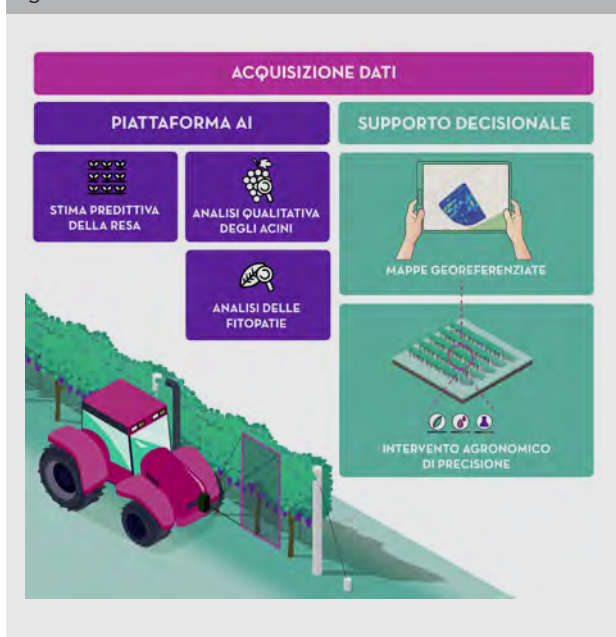 ACQUISIZIONE DATI
PIATTAFORMA AI
SUPPORTO DECISIONALE
STIMA PREDITTIVA
DELLA RESA
ANALISI QUALITATIVA
DEGLI ACINI
ANALISI DELLE
FITOPATIE
MAPPE GEOREFERENZIATE
INTERVENTO AGRONOMICO
DI PRECISIONE